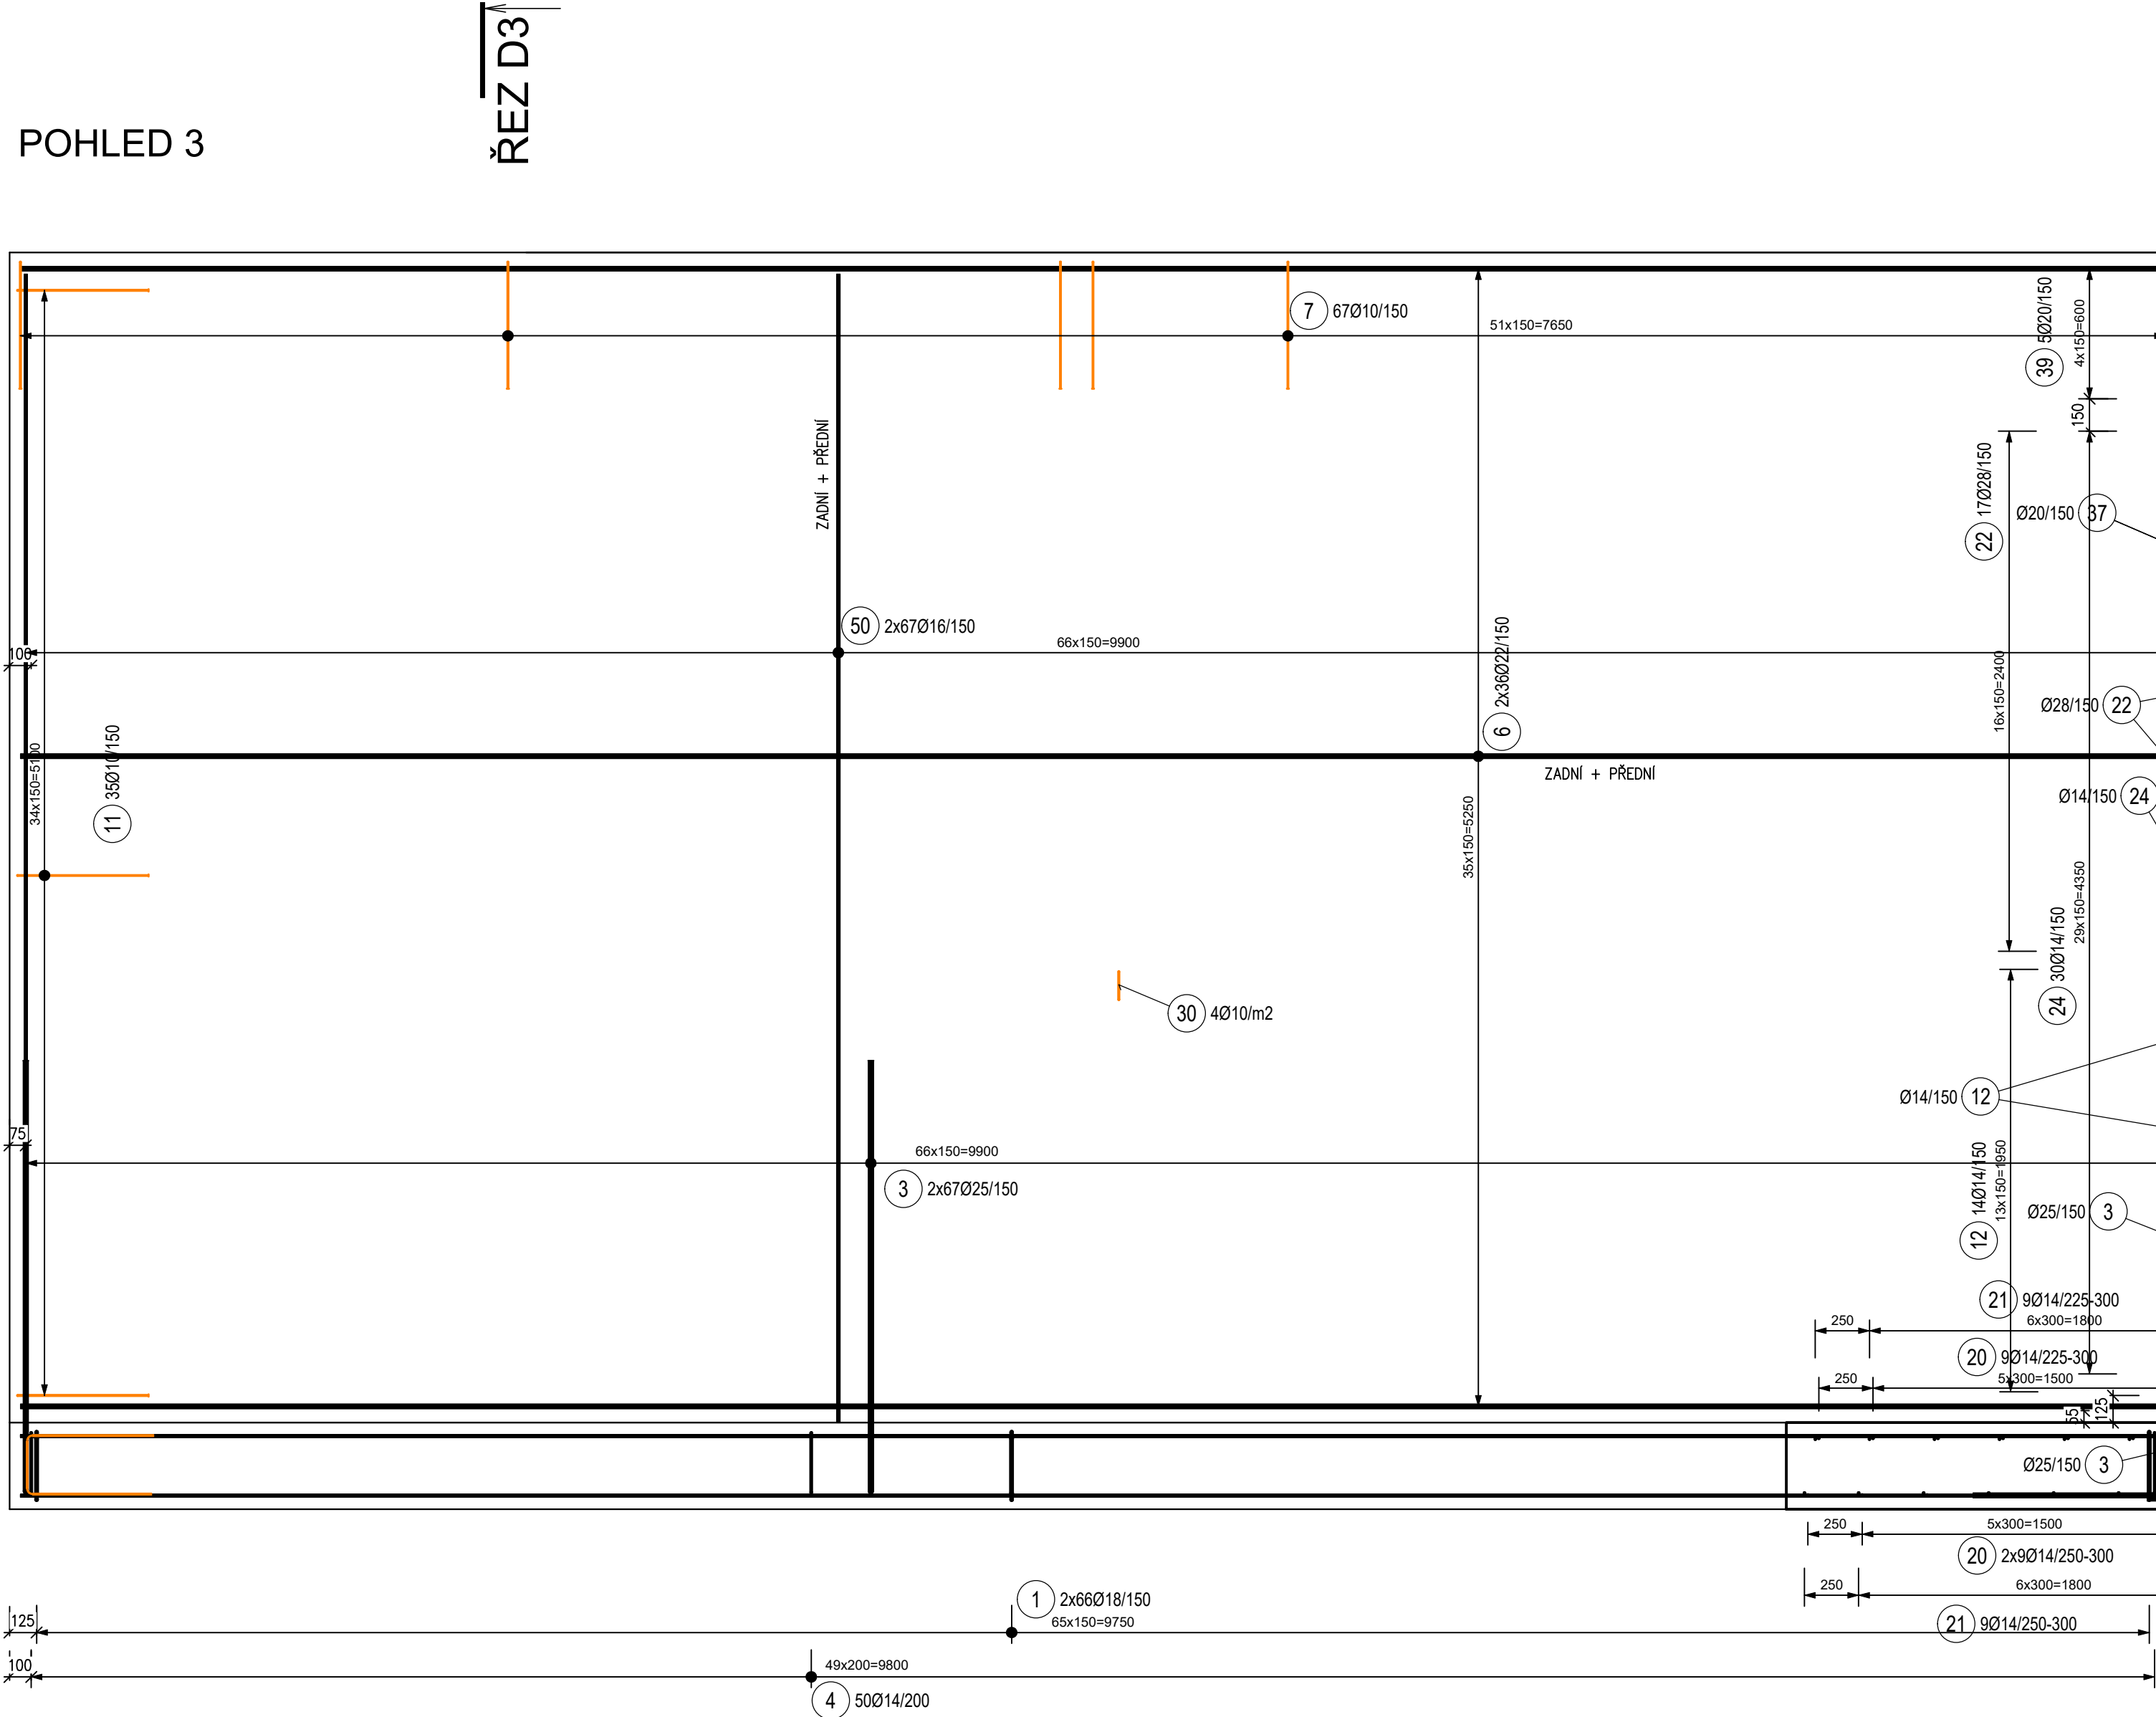 ŘEZ D3
POHLED 3
7 67Ø10/150
51x150=7650
39 5Ø20/150
4x150=600
150
ZADNÍ + PŘEDNÍ
22 17Ø28/150
Ø20/150 37
50 2x67Ø16/150
66x150=9900
100
6 2x36Ø22/150
16x150=2400
Ø28/150 22
11 35Ø10/150
34x150=5100
ZADNÍ + PŘEDNÍ
Ø14/150 24
35x150=5250
29x150=4350
24 30Ø14/150
30 4Ø10/m2
Ø14/150 12
75
66x150=9900
3 2x67Ø25/150
12 14Ø14/150
13x150=1950
Ø25/150 3
21 9Ø14/225-300
250 6x300=1800
20 9Ø14/225-300
250 5x300=1500
55
125
Ø25/150 3
250 5x300=1500
20 2x9Ø14/250-300
250 6x300=1800
1 2x66Ø18/150
125 65x150=9750
21 9Ø14/250-300
100 49x200=9800
4 50Ø14/200